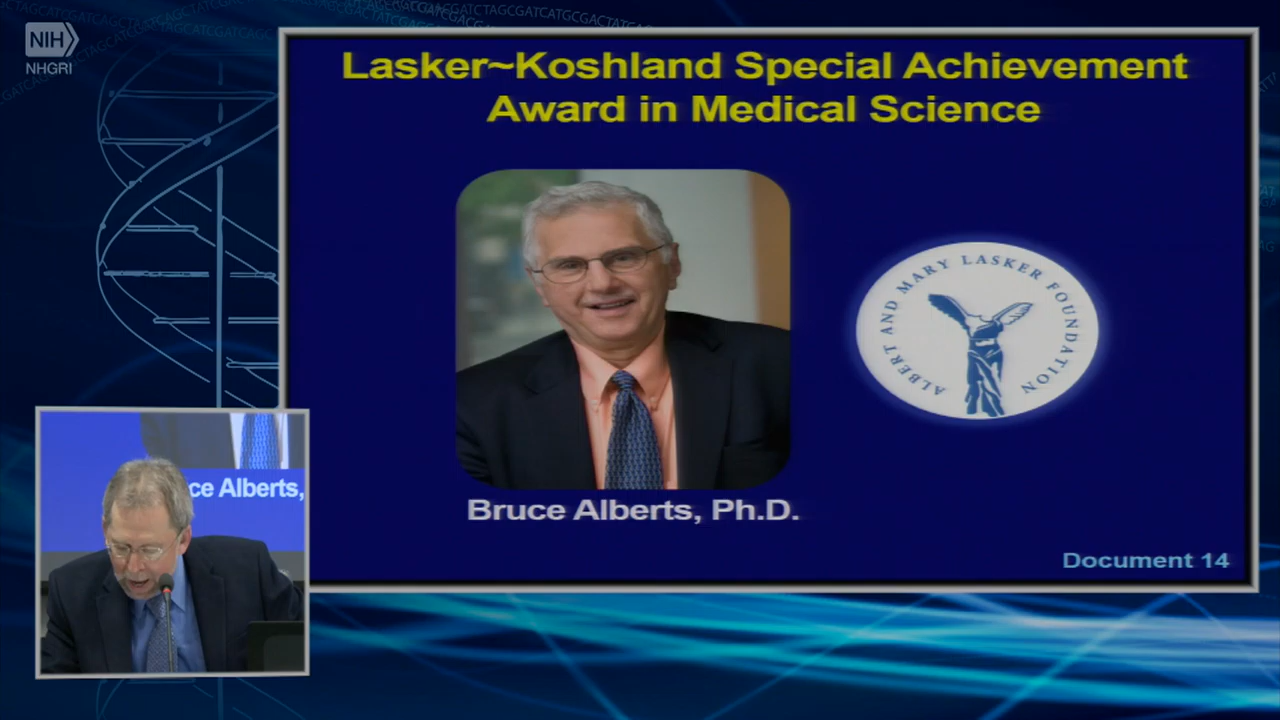 NIH
NHGRI
Lasker~Koshland Special Achievement
Award in Medical Science
ALBERT AND MARY LASKER FOUNDATION
Bruce Alberts, Ph.D.
Document 14
ce Alberts,